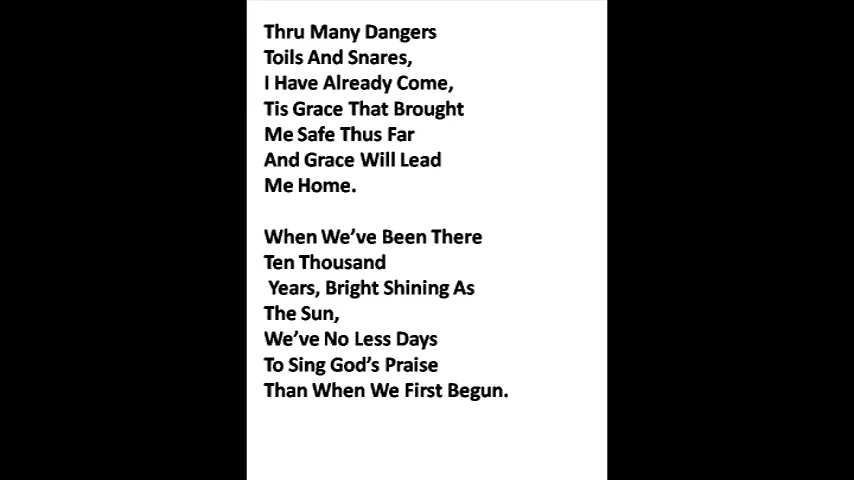 Thru Many Dangers
Toils And Snares,
I Have Already Come,
Tis Grace That Brought
Me Safe Thus Far
And Grace Will Lead
Me Home.
When We’ve Been There
Ten Thousand
Years, Bright Shining As
The Sun,
We’ve No Less Days
To Sing God’s Praise
Than When We First Begun.